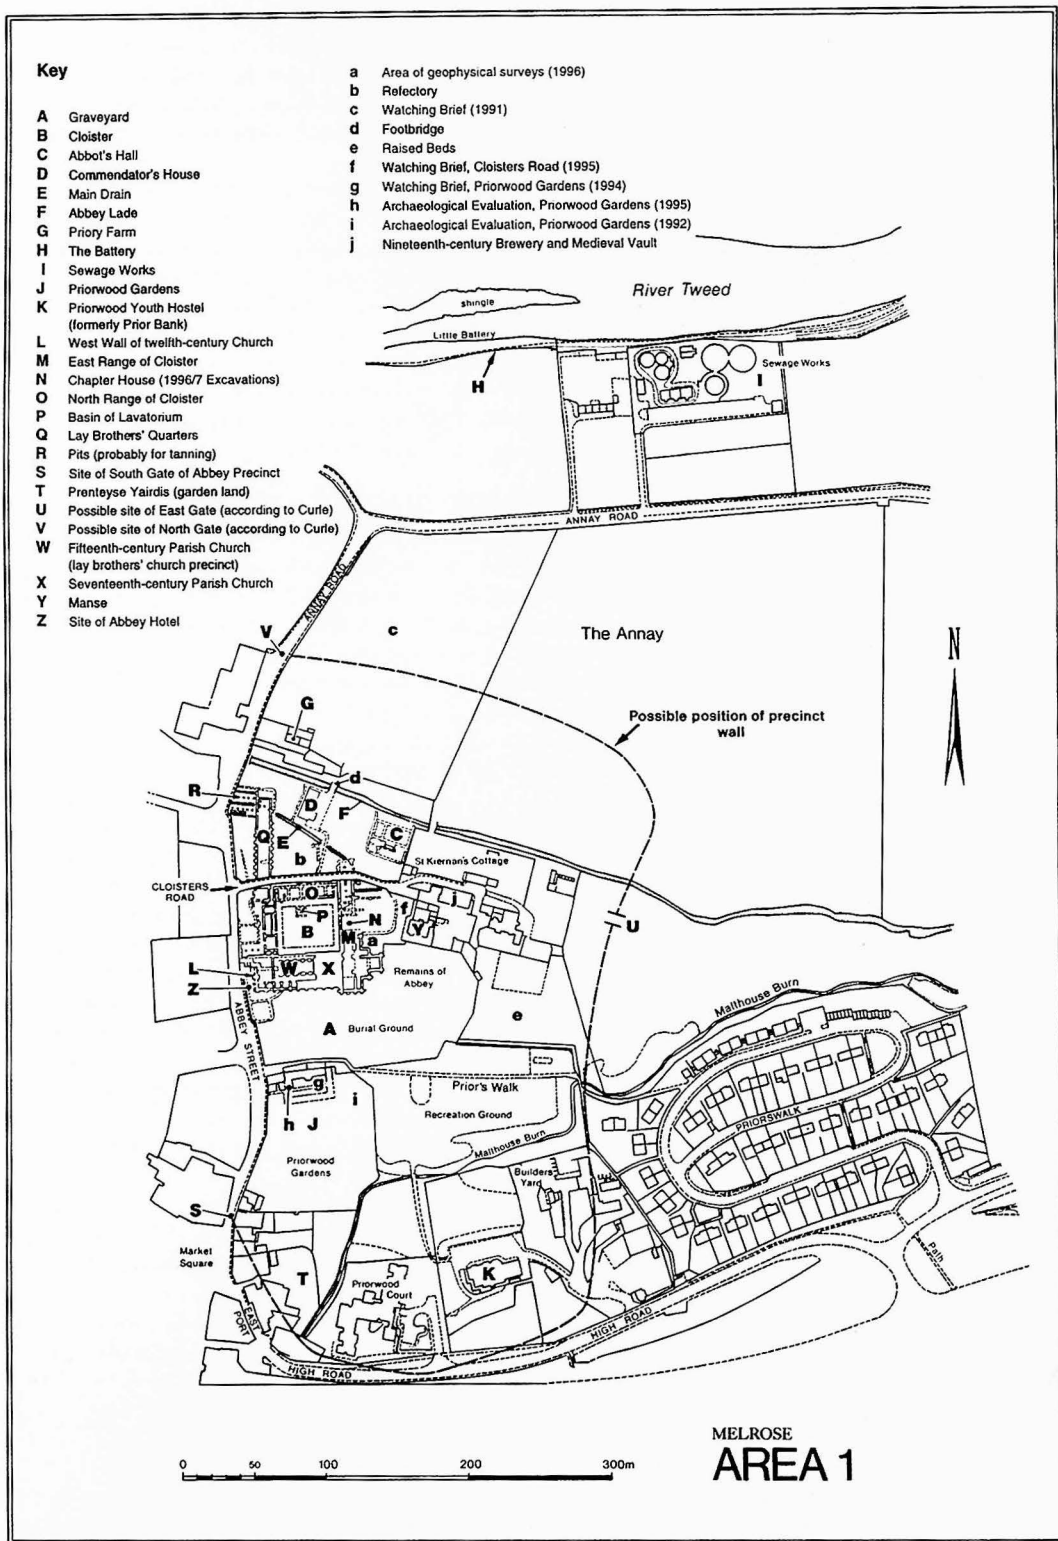 Key
A Graveyard
B Cloister
C Abbot's Hall
D Commendator's House
E Main Drain
F Abbey Lade
G Priory Farm
H The Battery
I Sewage Works
J Priorwood Gardens
K Priorwood Youth Hostel
(formerly Prior Bank)
L West Wall of twelfth-century Church
M East Range of Cloister
N Chapter House (1996/7 Excavations)
O North Range of Cloister
P Basin of Lavatorium
Q Lay Brothers' Quarters
R Pits (probably for tanning)
S Site of South Gate of Abbey Precinct
T Prenteyse Yairdis (garden land)
U Possible site of East Gate (according to Curle)
V Possible site of North Gate (according to Curle)
W Fifteenth-century Parish Church
(lay brothers' church precinct)
X Seventeenth-century Parish Church
Y Manse
Z Site of Abbey Hotel
a Area of geophysical surveys (1996)
b Refectory
c Watching Brief (1991)
d Footbridge
e Raised Beds
f Watching Brief, Cloisters Road (1995)
g Watching Brief, Priorwood Gardens (1994)
h Archaeological Evaluation, Priorwood Gardens (1995)
i Archaeological Evaluation, Priorwood Gardens (1992)
j Nineteenth-century Brewery and Medieval Vault
River Tweed
shingle
Little Battery
H
Sewage Works
I
ANNAY ROAD
ANNAY ROAD
V
c
The Annay
N
G
Possible position of precinct
wall
d
R
D
F
C
Q
E
b
St Kiernan's Cottage
CLOISTERS
ROAD
O
j
P
N
f
B
Y
U
M
a
L
W
X
Remains of
Abbey
Z
Malthouse Burn
A
Burial Ground
e
ABBEY STREET
g
i
Prior's Walk
h
J
Recreation Ground
PRIORSWALK
Malthouse Burn
Priorwood
Gardens
Builders
Yard
S
Market
Square
T
Priorwood
Court
K
Path
EAST
PORT
HIGH ROAD
HIGH ROAD
MELROSE
AREA 1
0 50 100 200 300m